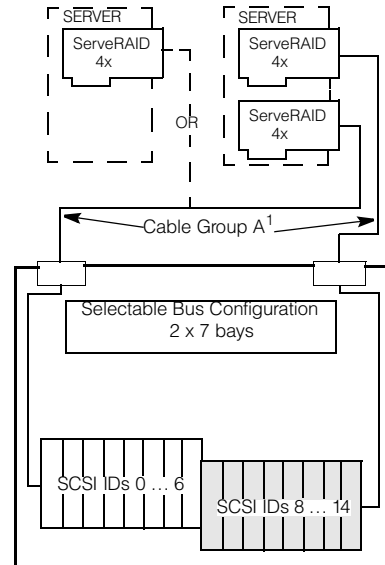 SERVER
ServeRAID
4x
OR
SERVER
ServeRAID
4x
ServeRAID
4x
Cable Group A1
Selectable Bus Configuration
2 x 7 bays
SCSI IDs 0 … 6
SCSI IDs 8 … 14